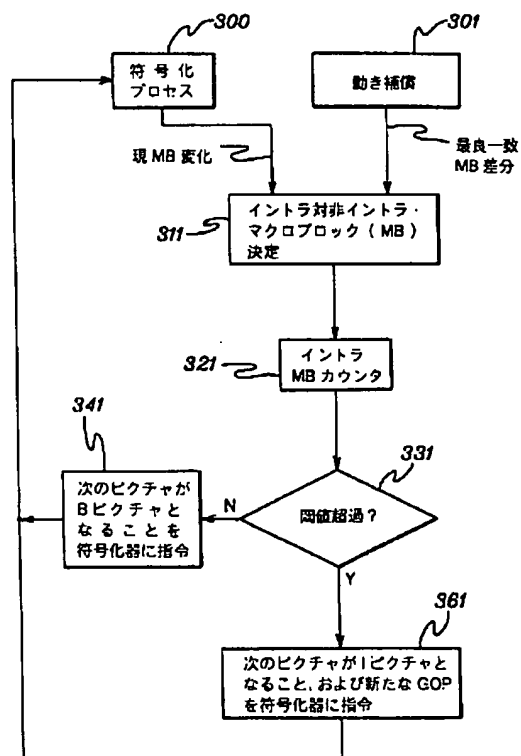 300
符号化
プロセス
301
動き補償
現MB変化
最良一致
MB差分
311
イントラ対非イントラ・
マクロブロック(MB)
決定
321
イントラ
MBカウンタ
331
閾値超過?
N
Y
341
次のピクチャが
Bピクチャと
なることを
符号化器に指令
361
次のピクチャがIピクチャと
なること、および新たなGOP
を符号化器に指令